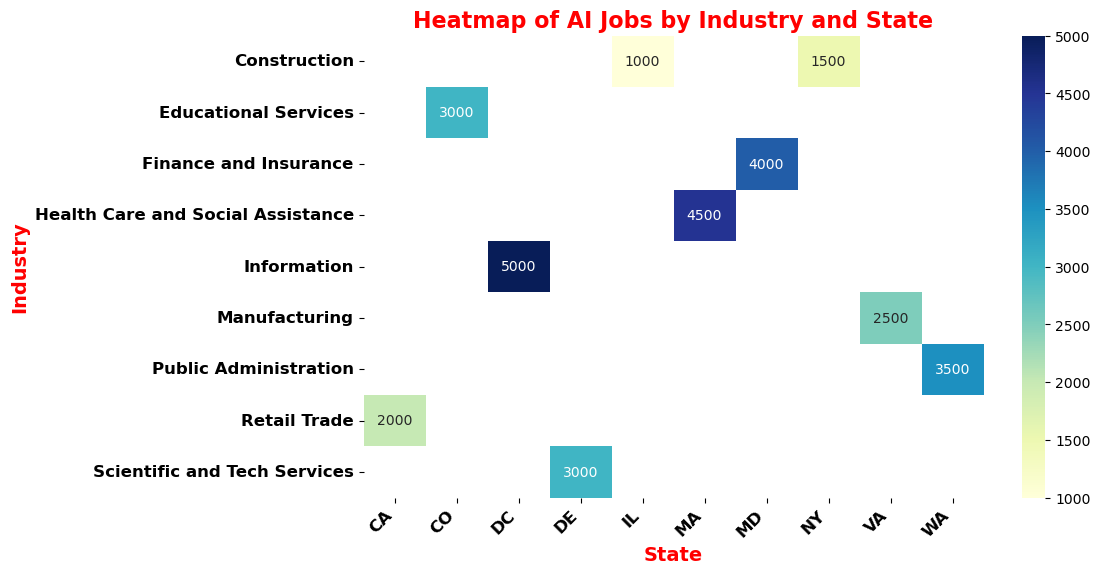 Heatmap of AI Jobs by Industry and State
Industry
Construction 1000 1500
Educational Services 3000
Finance and Insurance 4000
Health Care and Social Assistance 4500
Information 5000
Manufacturing 2500
Public Administration 3500
Retail Trade 2000
Scientific and Tech Services 3000
CA CO DC DE IL MA MD NY VA WA
State
5000
4500
4000
3500
3000
2500
2000
1500
1000